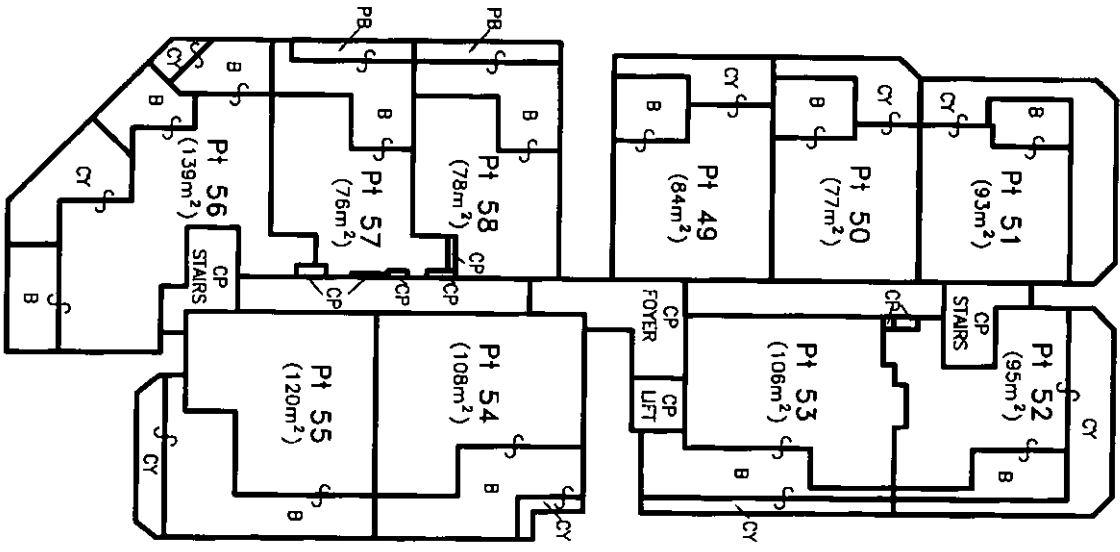 PB
PB
CY
B
B
CY
Pt 56
(139m²)
B
CP
STAIRS
B
Pt 57
(76m²)
B
Pt 58
(78m²)
CP
CP
CP
CP
CY
B
Pt 49
(84m²)
CY
B
Pt 50
(77m²)
CY
B
Pt 51
(93m²)
CP
FOYER
CP
LIFT
CP
CP
STAIRS
Pt 52
(95m²)
CY
B
Pt 53
(106m²)
B
CY
Pt 54
(108m²)
B
CY
Pt 55
(120m²)
B
CY